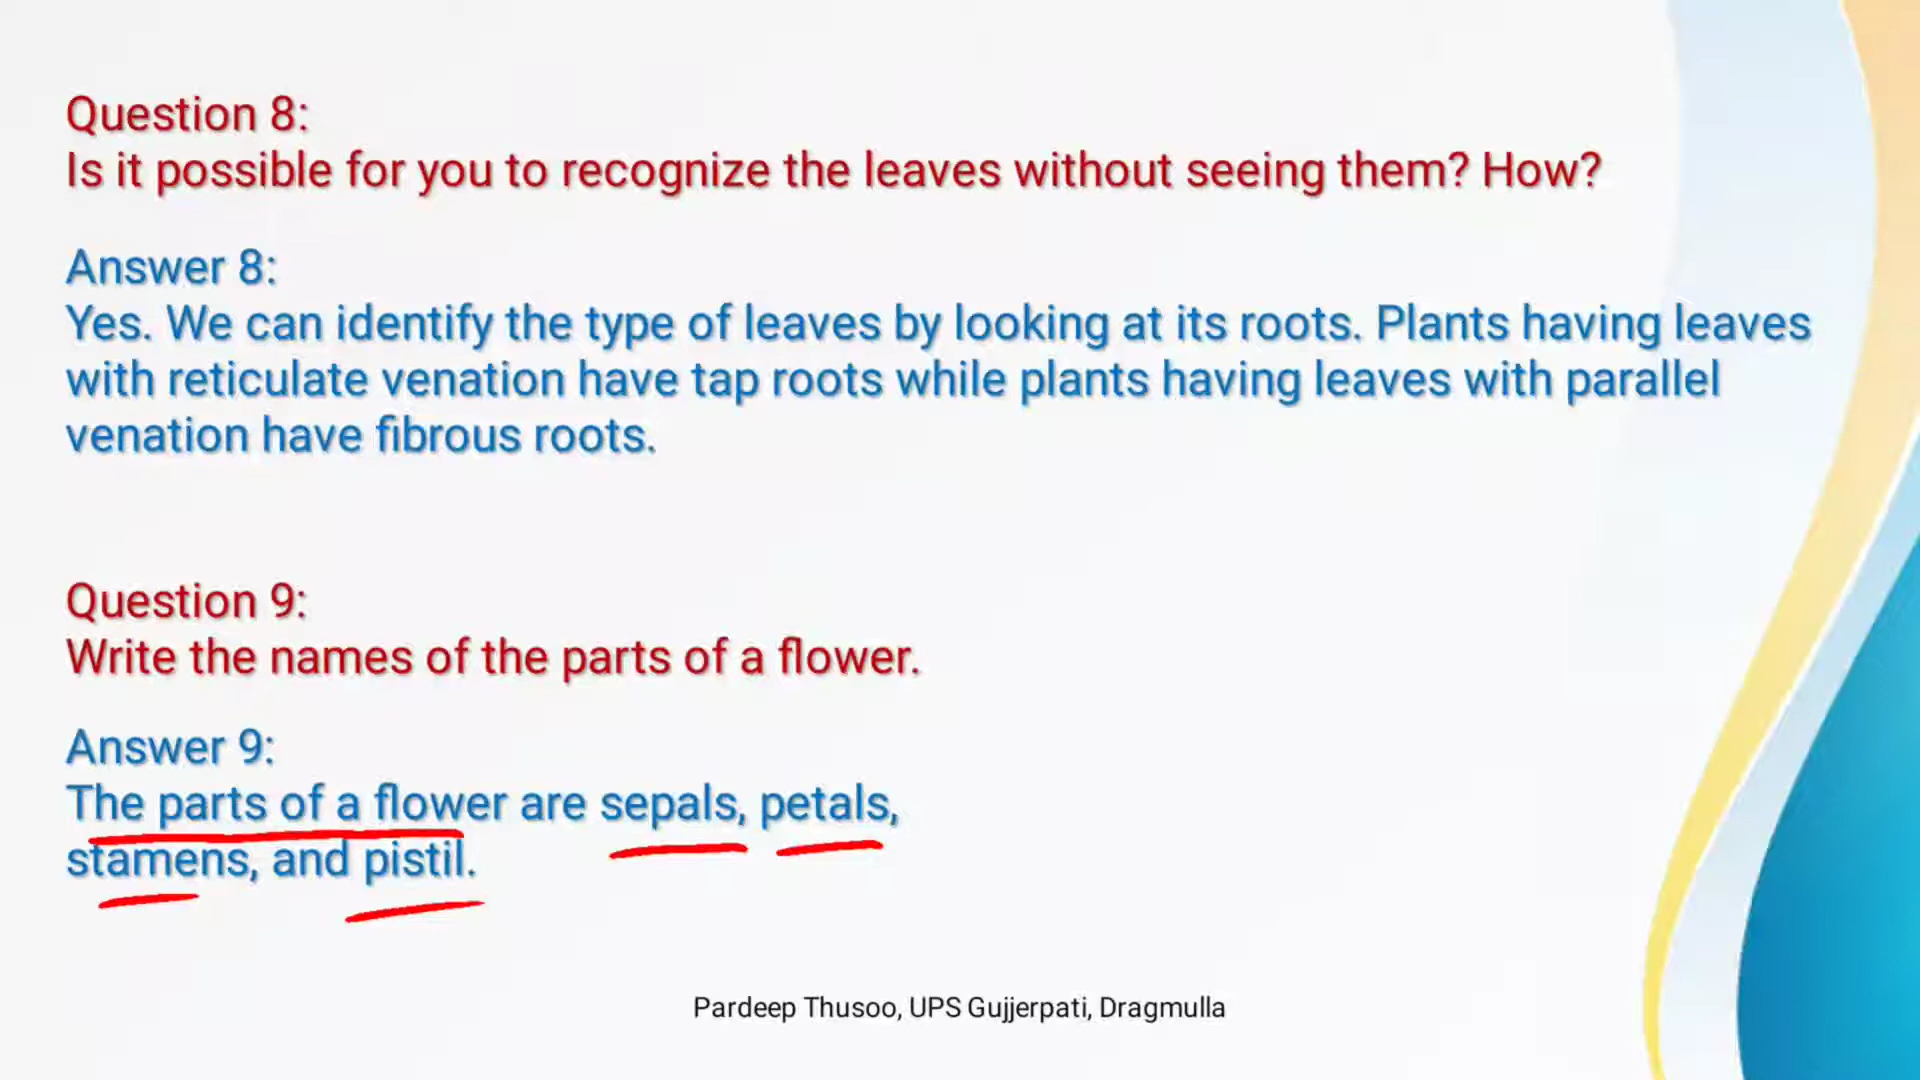 Question 8:
Is it possible for you to recognize the leaves without seeing them? How?
Answer 8:
Yes. We can identify the type of leaves by looking at its roots. Plants having leaves
with reticulate venation have tap roots while plants having leaves with parallel
venation have fibrous roots.
Question 9:
Write the names of the parts of a flower.
Answer 9:
The parts of a flower are sepals, petals,
stamens, and pistil.
Pardeep Thusoo, UPS Gujjerpati, Dragmulla